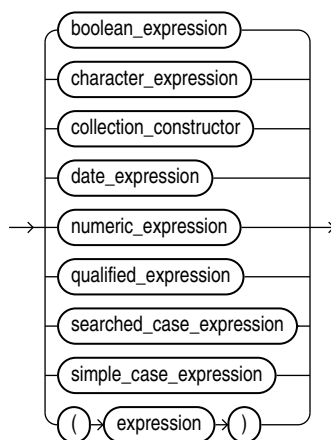 boolean_expression
character_expression
collection_constructor
date_expression
numeric_expression
qualified_expression
searched_case_expression
simple_case_expression
( expression )